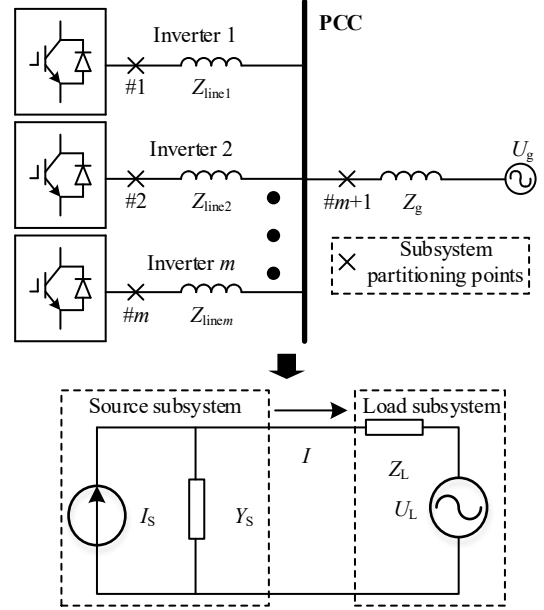 Inverter 1
PCC
#1
Zline1
Inverter 2
Ug
#2
Zline2
#m+1
Zg
Inverter m
Subsystem
partitioning points
#m
Zlinem
Source subsystem
Load subsystem
I
ZL
IS
YS
UL